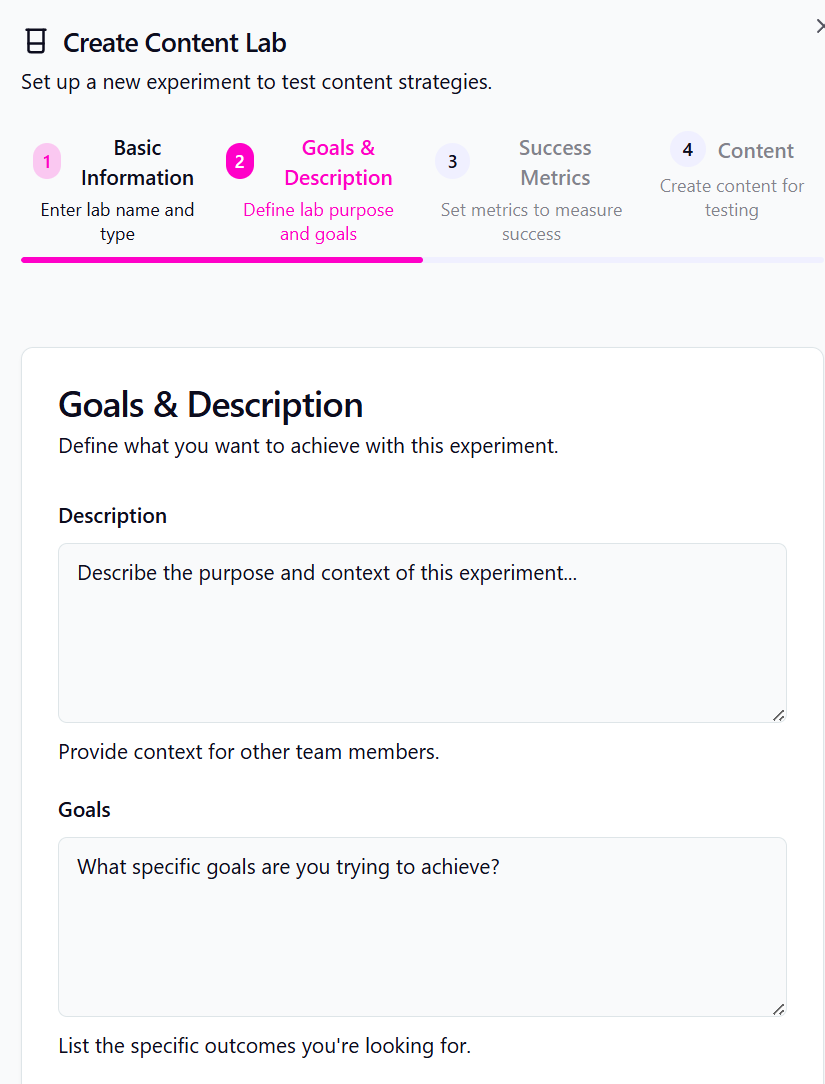 Create Content Lab
Set up a new experiment to test content strategies.
1
Basic
Information
Enter lab name and
type
2
Goals &
Description
Define lab purpose
and goals
3
Success
Metrics
Set metrics to measure
success
4
Content
Create content for
testing
Goals & Description
Define what you want to achieve with this experiment.
Description
Describe the purpose and context of this experiment...
Provide context for other team members.
Goals
What specific goals are you trying to achieve?
List the specific outcomes you're looking for.